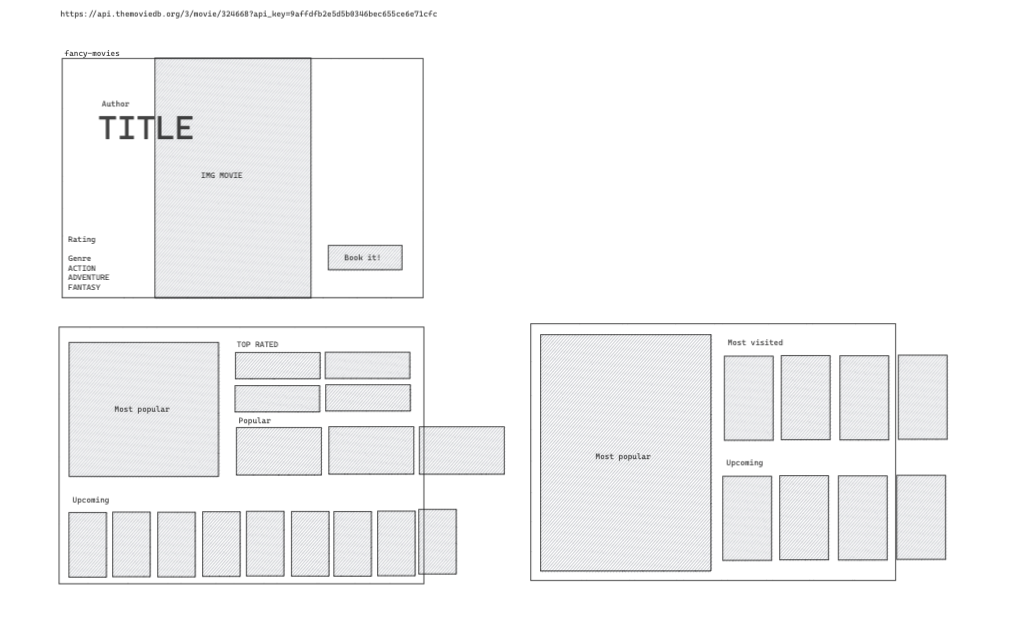 https://api.themoviedb.org/3/movie/324668?api_key=9affdfb2e5d5b0346bec655ce6e71cfc
fancy-movies
Author
TITLE
IMG MOVIE
Rating
Genre
ACTION
ADVENTURE
FANTASY
Book it!
Most popular
TOP RATED
Popular
Upcoming
Most popular
Most visited
Upcoming